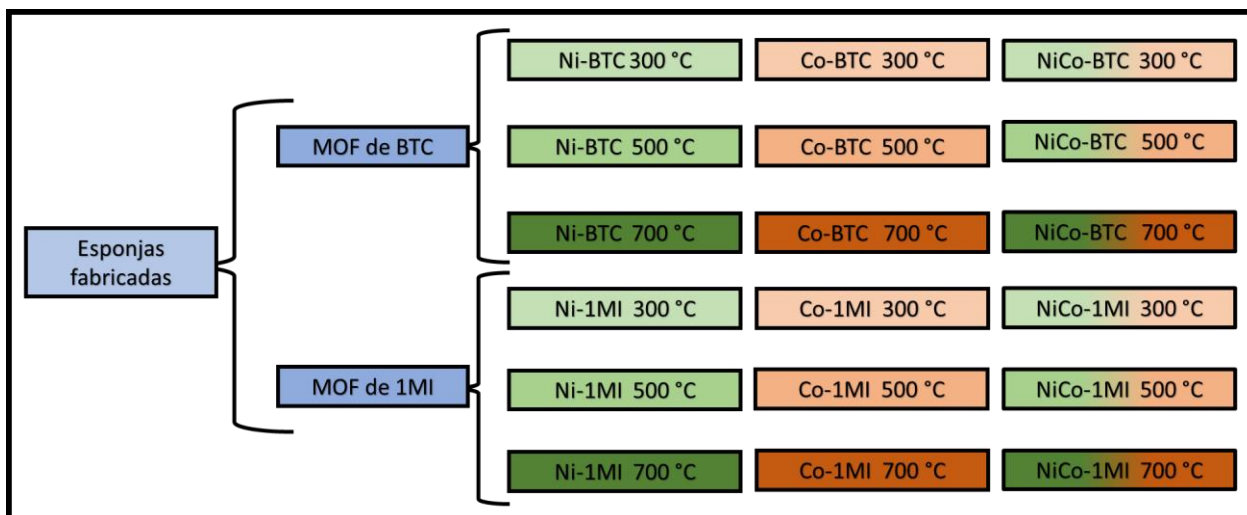 Ni-BTC 300 °C
Co-BTC 300 °C
NiCo-BTC 300 °C
MOF de BTC
Ni-BTC 500 °C
Co-BTC 500 °C
NiCo-BTC 500 °C
Ni-BTC 700 °C
Co-BTC 700 °C
NiCo-BTC 700 °C
Esponjas
fabricadas
Ni-1MI 300 °C
Co-1MI 300 °C
NiCo-1MI 300 °C
MOF de 1MI
Ni-1MI 500 °C
Co-1MI 500 °C
NiCo-1MI 500 °C
Ni-1MI 700 °C
Co-1MI 700 °C
NiCo-1MI 700 °C